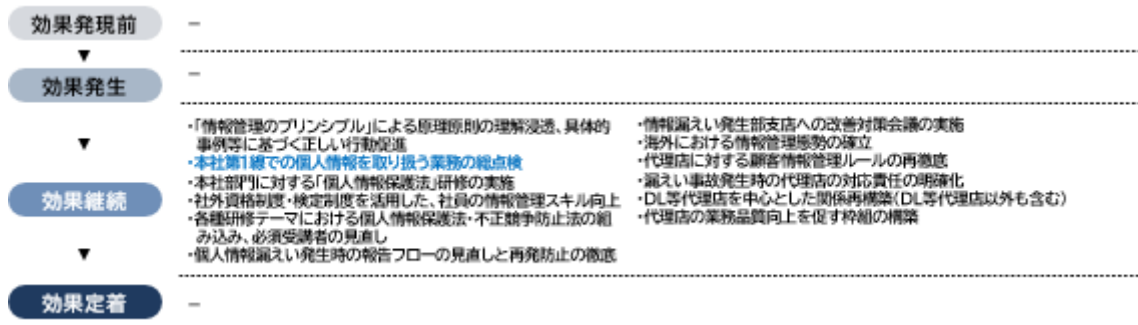 効果発現前
–
▼
効果発生
–
▼
・「情報管理のプリンシプル」による原理原則の理解浸透、具体的
事例等に基づく正しい行動促進
・本社第1線での個人情報を取り扱う業務の総点検
・本社部門に対する「個人情報保護法」研修の実施
・社外資格制度・検定制度を活用した、社員の情報管理スキル向上
・各種研修テーマにおける個人情報保護法・不正競争防止法の組
み込み、必須受講者の見直し
・個人情報漏えい発生時の報告フローの見直しと再発防止の徹底
・情報漏えい発生部支店への改善対策会議の実施
・海外における情報管理態勢の確立
・代理店に対する顧客情報管理ルールの再徹底
・漏えい事故発生時の代理店の対応責任の明確化
・DL等代理店を中心とした関係再構築(DL等代理店以外も含む)
・代理店の業務品質向上を促す枠組の構築
効果継続
▼
効果定着
–